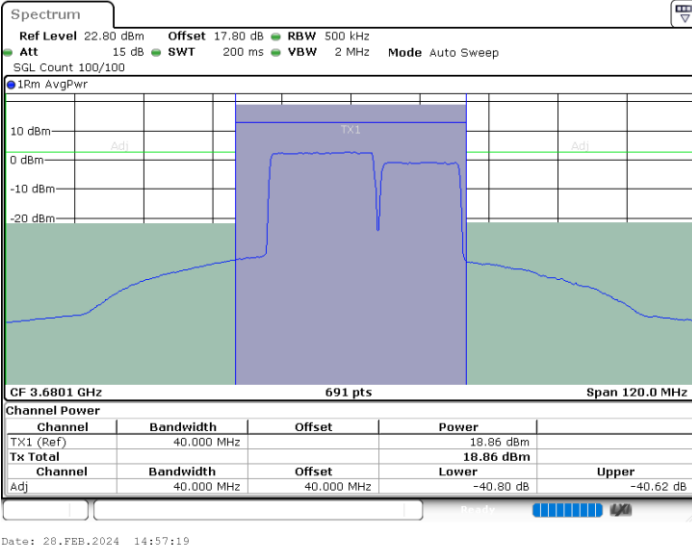 Spectrum
Ref Level 22.80 dBm Offset 17.80 dB RBW 500 kHz
Att 15 dB SWT 200 ms VBW 2 MHz Mode Auto Sweep
SGL Count 100/100
1Rm AvgPwr
10 dBm
TX1
Adj
Adj
0 dBm
-10 dBm
-20 dBm
CF 3.6801 GHz 691 pts Span 120.0 MHz
Channel Power
Channel Bandwidth Offset Power
TX1 (Ref) 40.000 MHz 18.86 dBm
Tx Total 18.86 dBm
Channel Bandwidth Offset Lower Upper
Adj 40.000 MHz 40.000 MHz -40.80 dB -40.62 dB
Ready
Date: 28.FEB.2024 14:57:19